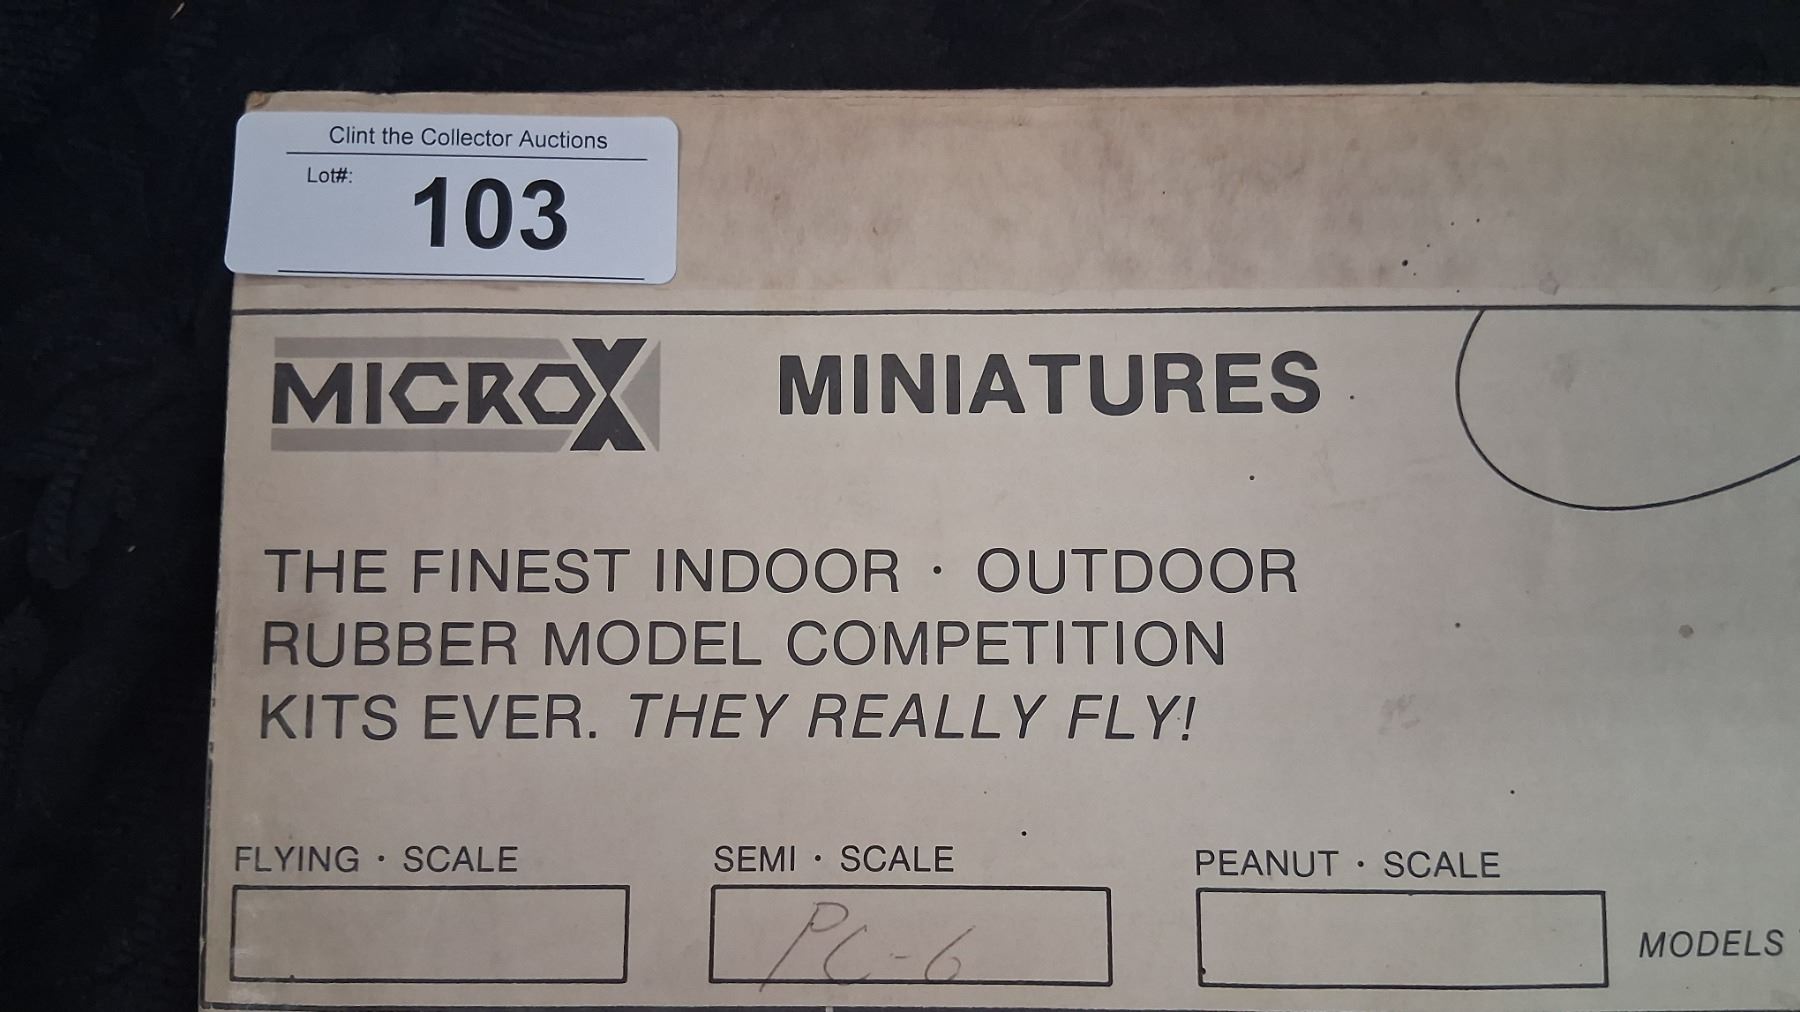 Clint the Collector Auctions
Lot#:
103
MICROX MINIATURES
THE FINEST INDOOR · OUTDOOR
RUBBER MODEL COMPETITION
KITS EVER. THEY REALLY FLY!
FLYING · SCALE
SEMI · SCALE
PEANUT · SCALE
PC-6
MODELS